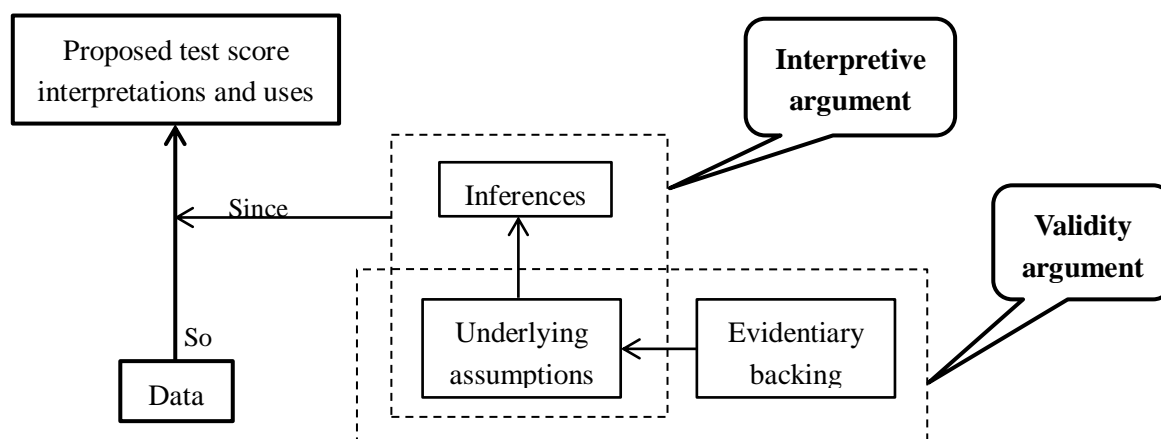 Proposed test score
interpretations and uses
Interpretive
argument
Inferences
Since
Validity
argument
So
Underlying
assumptions
Evidentiary
backing
Data